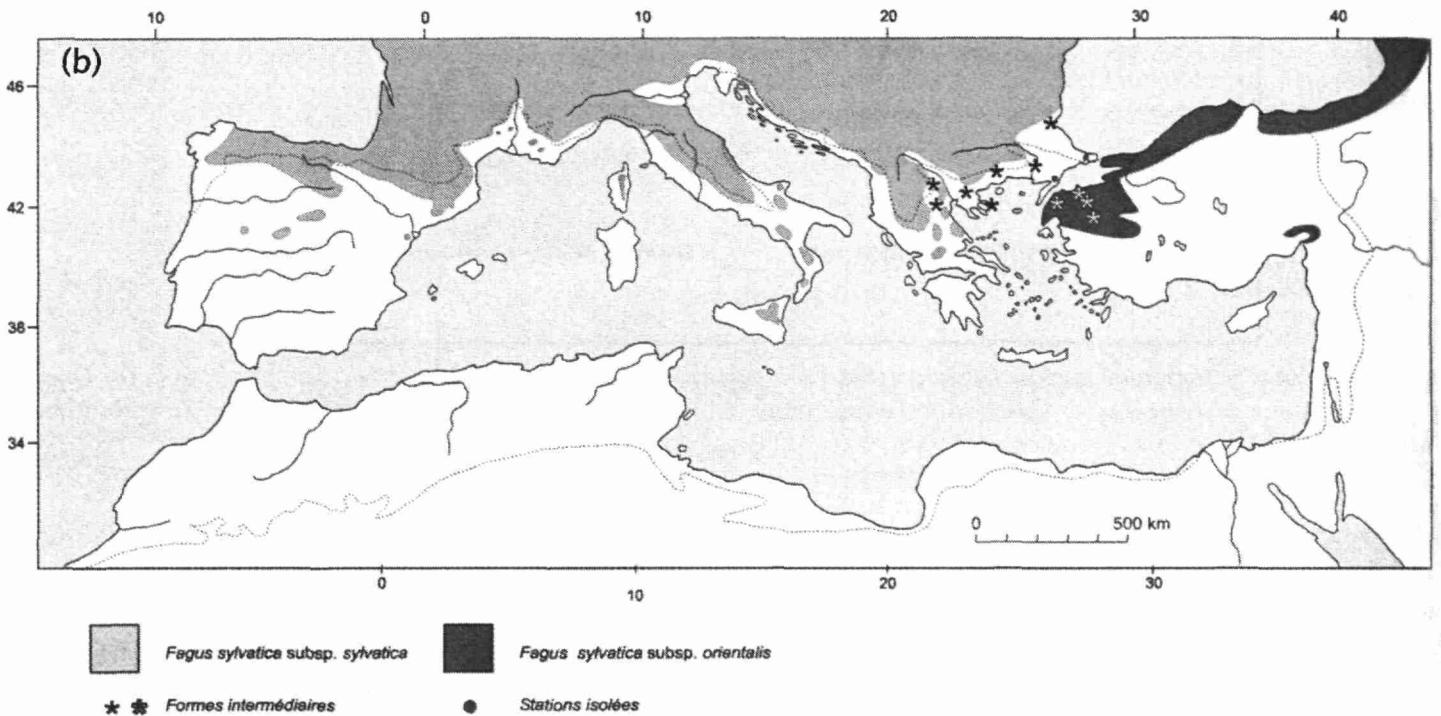 10 0 10 20 30 40
(b)
46
42
38
34
0 500 km
0 10 20 30
Fagus sylvatica subsp. sylvatica Fagus sylvatica subsp. orientalis
* * Formes intermédiaires Stations isolées